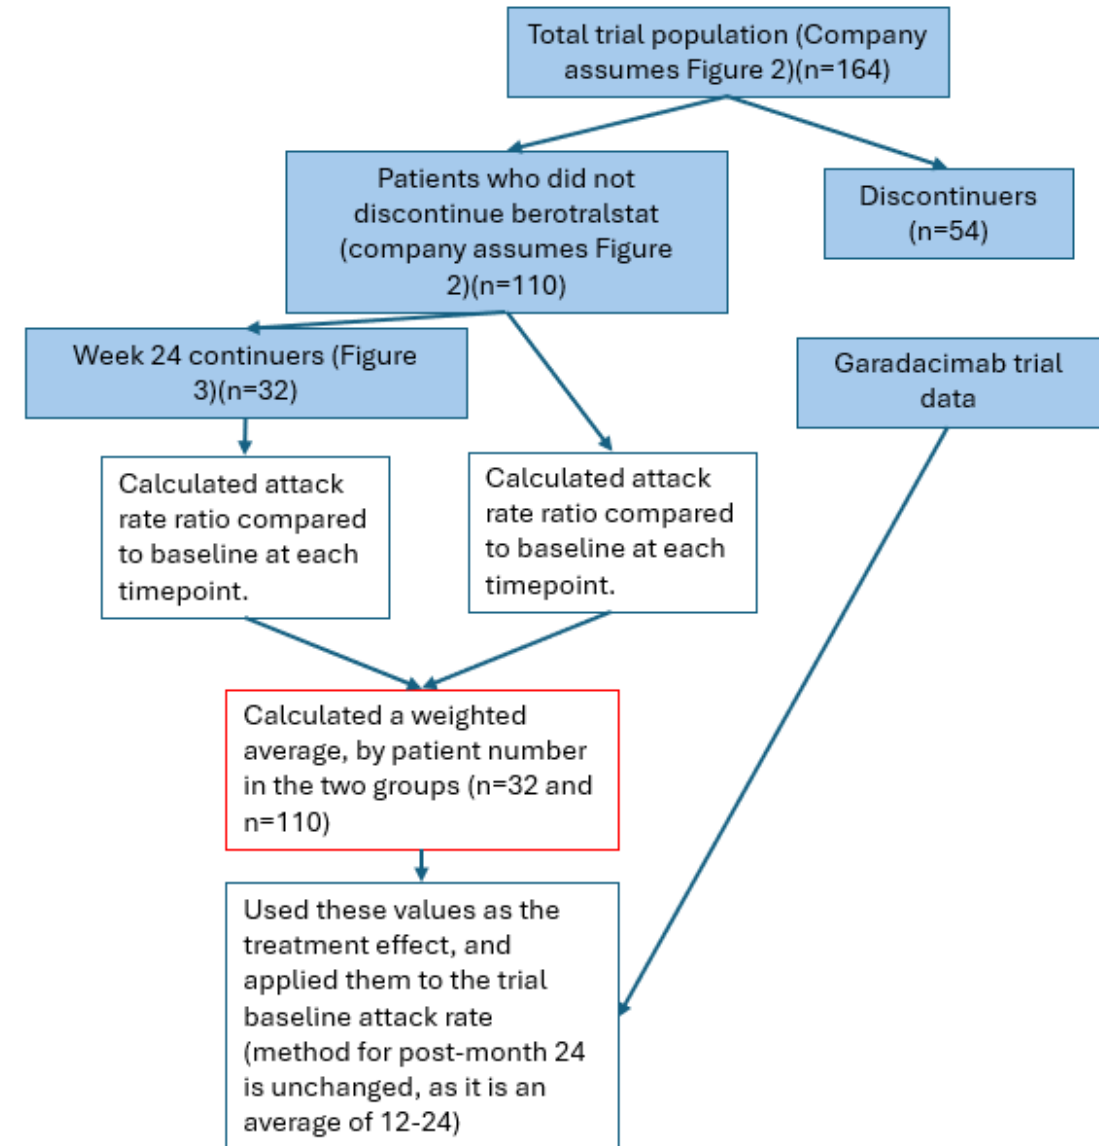 Total trial population (Company
assumes Figure 2)(n=164)
Patients who did not
discontinue berotralstat
(company assumes Figure
2)(n=110)
Discontinuers
(n=54)
Week 24 continuers (Figure
3)(n=32)
Garadacimab trial
data
Calculated attack
rate ratio compared
to baseline at each
timepoint.
Calculated attack
rate ratio compared
to baseline at each
timepoint.
Calculated a weighted
average, by patient number
in the two groups (n=32 and
n=110)
Used these values as the
treatment effect, and
applied them to the trial
baseline attack rate
(method for post-month 24
is unchanged, as it is an
average of 12-24)